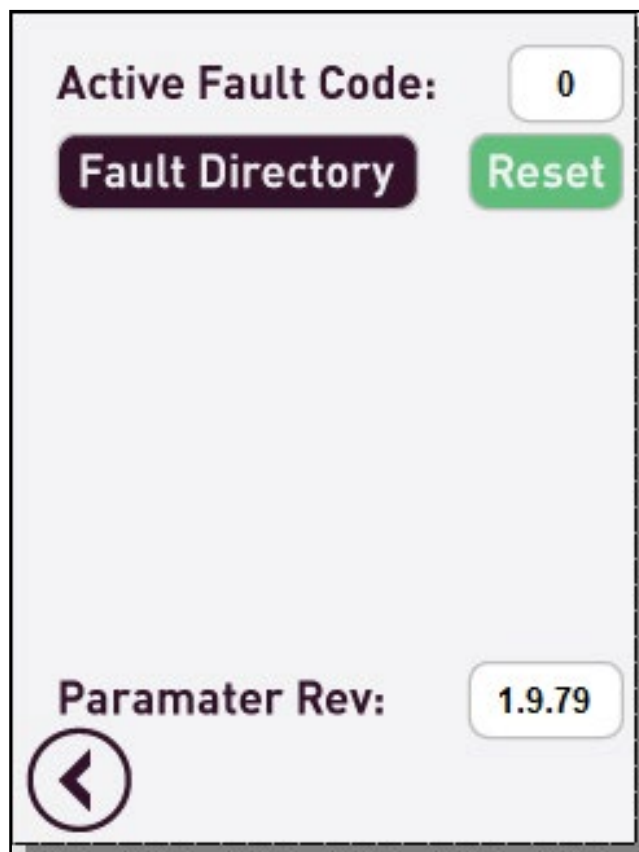 Active Fault Code: 0
Fault Directory Reset
Paramater Rev: 1.9.79